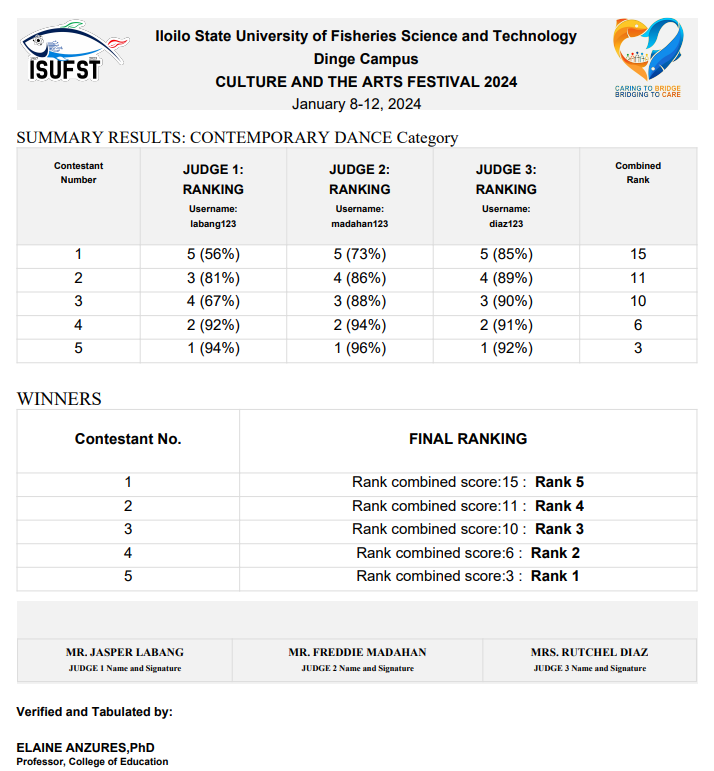 ISUFST
Iloilo State University of Fisheries Science and Technology
Dinge Campus
CULTURE AND THE ARTS FESTIVAL 2024
January 8-12, 2024
CARING TO BRIDGE
BRIDGING TO CARE
SUMMARY RESULTS: CONTEMPORARY DANCE Category
Contestant Number JUDGE 1: RANKING Username: labang123 JUDGE 2: RANKING Username: madahan123 JUDGE 3: RANKING Username: diaz123 Combined Rank
1 5 (56%) 5 (73%) 5 (85%) 15
2 3 (81%) 4 (86%) 4 (89%) 11
3 4 (67%) 3 (88%) 3 (90%) 10
4 2 (92%) 2 (94%) 2 (91%) 6
5 1 (94%) 1 (96%) 1 (92%) 3
WINNERS
Contestant No. FINAL RANKING
1 Rank combined score:15 : Rank 5
2 Rank combined score:11 : Rank 4
3 Rank combined score:10 : Rank 3
4 Rank combined score:6 : Rank 2
5 Rank combined score:3 : Rank 1
MR. JASPER LABANG MR. FREDDIE MADAHAN MRS. RUTCHEL DIAZ
JUDGE 1 Name and Signature JUDGE 2 Name and Signature JUDGE 3 Name and Signature
Verified and Tabulated by:
ELAINE ANZURES,PhD
Professor, College of Education